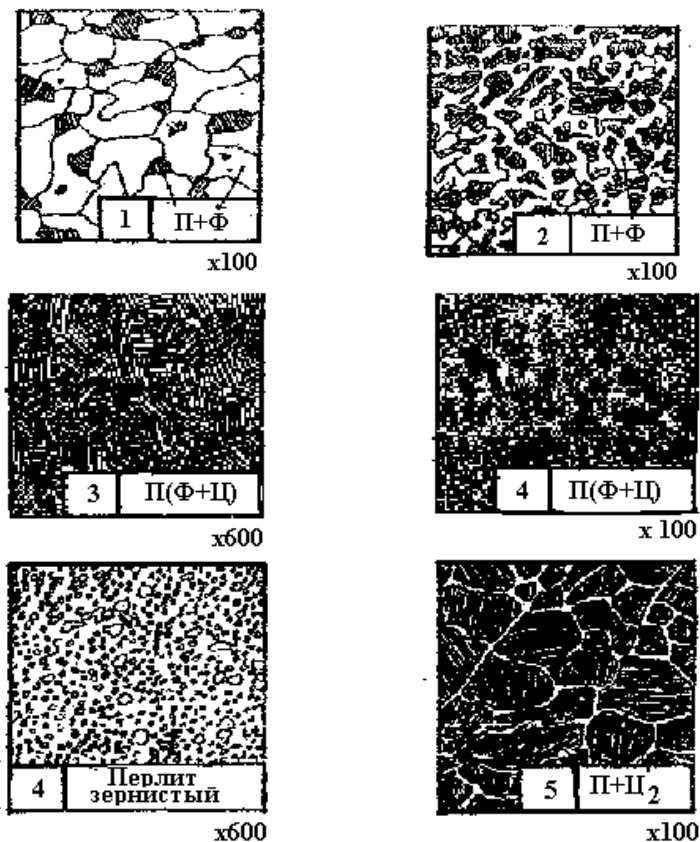 1 П+Ф
x100
2 П+Ф
x100
3 П(Ф+Ц)
x600
4 П(Ф+Ц)
x 100
4 Перлит
зернистый
x600
5 П+Ц2
x100